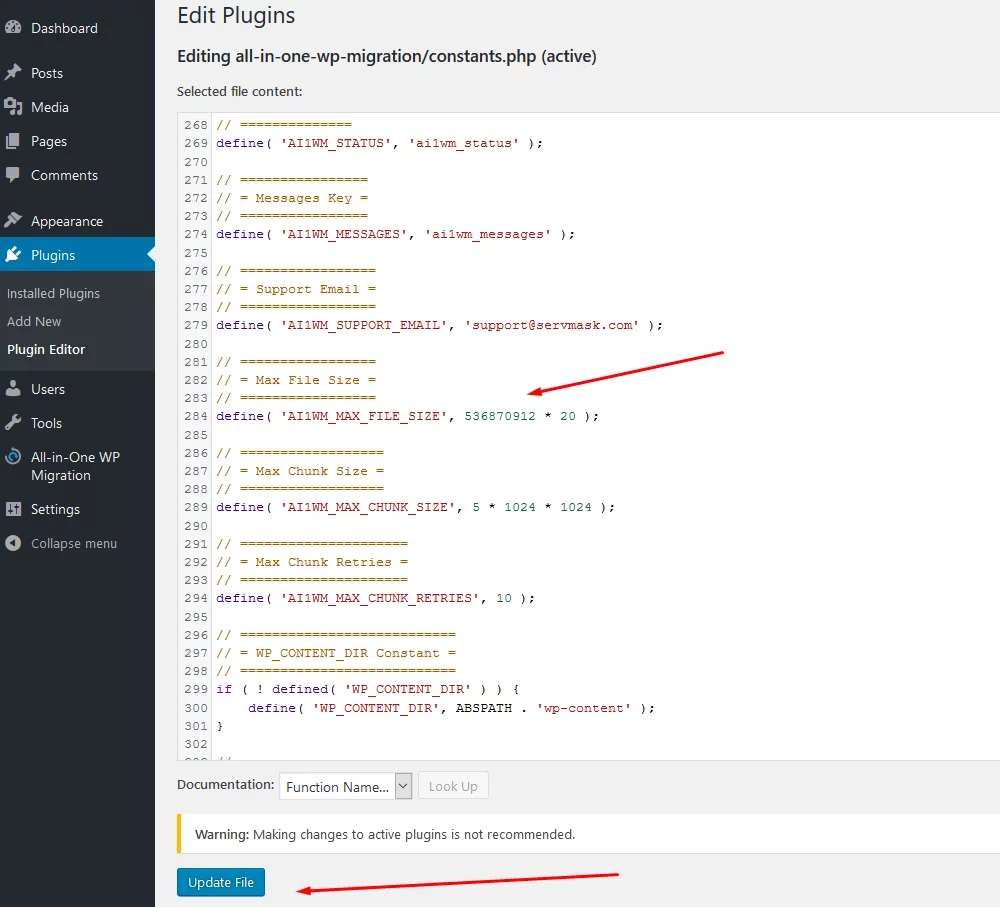 Dashboard
Posts
Media
Pages
Comments
Appearance
Plugins
Installed Plugins
Add New
Plugin Editor
Users
Tools
All-in-One WP
Migration
Settings
Collapse menu
Edit Plugins
Editing all-in-one-wp-migration/constants.php (active)
Selected file content:
268 // ==============
269 define( 'AI1WM_STATUS', 'ai1wm_status' );
270
271 // ================
272 // = Messages Key =
273 // ================
274 define( 'AI1WM_MESSAGES', 'ai1wm_messages' );
275
276 // =================
277 // = Support Email =
278 // =================
279 define( 'AI1WM_SUPPORT_EMAIL', 'support@servmask.com' );
280
281 // =================
282 // = Max File Size =
283 // =================
284 define( 'AI1WM_MAX_FILE_SIZE', 536870912 * 20 );
285
286 // ==================
287 // = Max Chunk Size =
288 // ==================
289 define( 'AI1WM_MAX_CHUNK_SIZE', 5 * 1024 * 1024 );
290
291 // =====================
292 // = Max Chunk Retries =
293 // =====================
294 define( 'AI1WM_MAX_CHUNK_RETRIES', 10 );
295
296 // ===========================
297 // = WP_CONTENT_DIR Constant =
298 // ===========================
299 if ( ! defined( 'WP_CONTENT_DIR' ) ) {
300     define( 'WP_CONTENT_DIR', ABSPATH . 'wp-content' );
301 }
302
Documentation: Function Name... Look Up
Warning: Making changes to active plugins is not recommended.
Update File